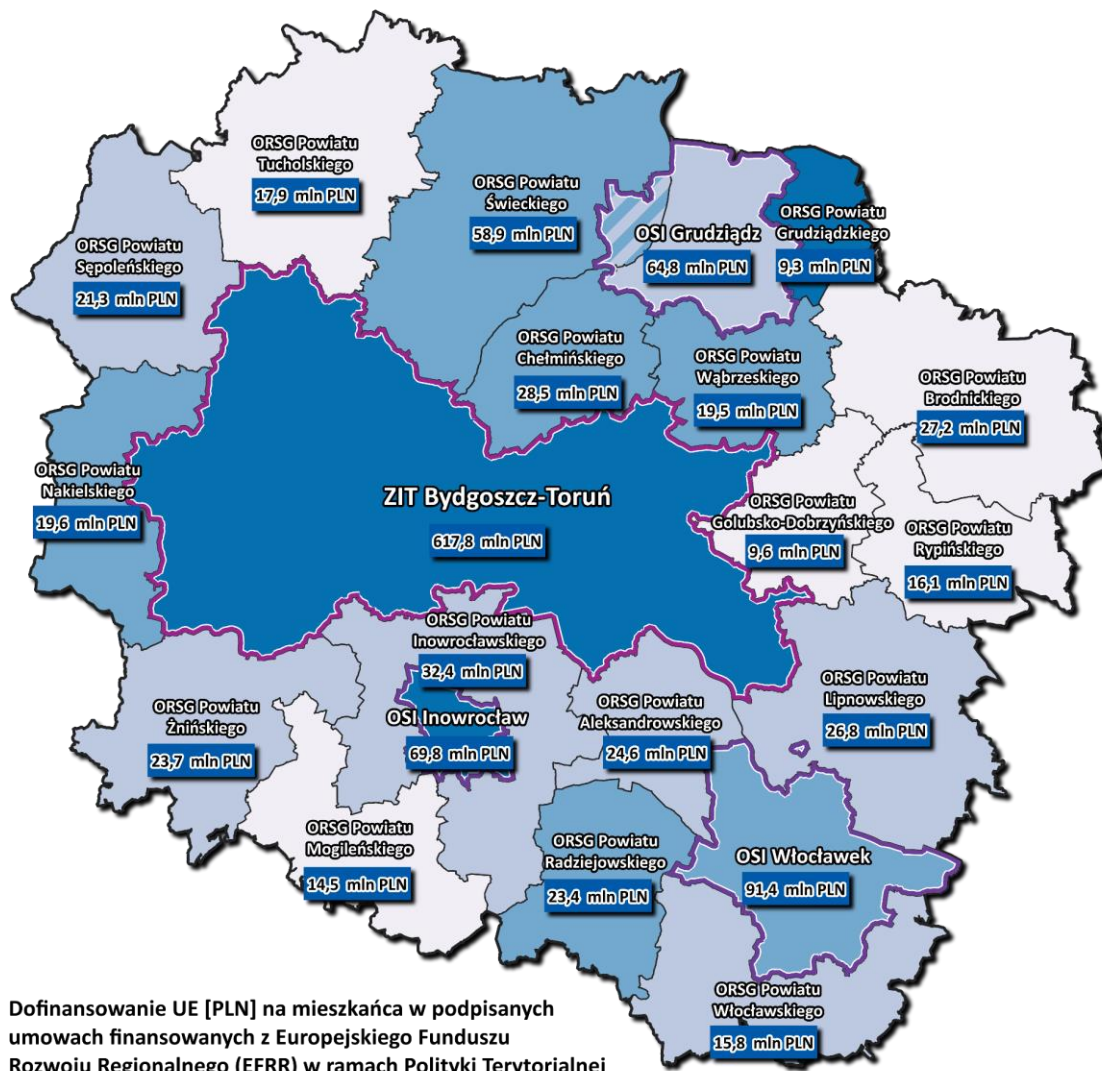 ORSG Powiatu
Tucholskiego
17,9 mln PLN
ORSG Powiatu
Świeckiego
58,9 mln PLN
OSI Grudziądz
64,8 mln PLN
ORSG Powiatu
Grudziądzkiego
9,3 mln PLN
ORSG Powiatu
Sępoleńskiego
21,3 mln PLN
ORSG Powiatu
Chełmińskiego
28,5 mln PLN
ORSG Powiatu
Wąbrzeskiego
19,5 mln PLN
ORSG Powiatu
Brodnickiego
27,2 mln PLN
ORSG Powiatu
Nakielskiego
19,6 mln PLN
ZIT Bydgoszcz-Toruń
617,8 mln PLN
ORSG Powiatu
Golubsko-Dobrzyńskiego
9,6 mln PLN
ORSG Powiatu
Rypińskiego
16,1 mln PLN
ORSG Powiatu
Inowrocławskiego
32,4 mln PLN
OSI Inowrocław
69,8 mln PLN
ORSG Powiatu
Żnińskiego
23,7 mln PLN
ORSG Powiatu
Aleksandrowskiego
24,6 mln PLN
ORSG Powiatu
Lipnowskiego
26,8 mln PLN
ORSG Powiatu
Mogileńskiego
14,5 mln PLN
ORSG Powiatu
Radziejowskiego
23,4 mln PLN
OSI Włocławek
91,4 mln PLN
ORSG Powiatu
Włocławskiego
15,8 mln PLN
Dofinansowanie UE [PLN] na mieszkańca w podpisanych
umowach finansowanych z Europejskiego Funduszu
Rozwoju Regionalnego (EFRR) w ramach Polityki Terytorialnej